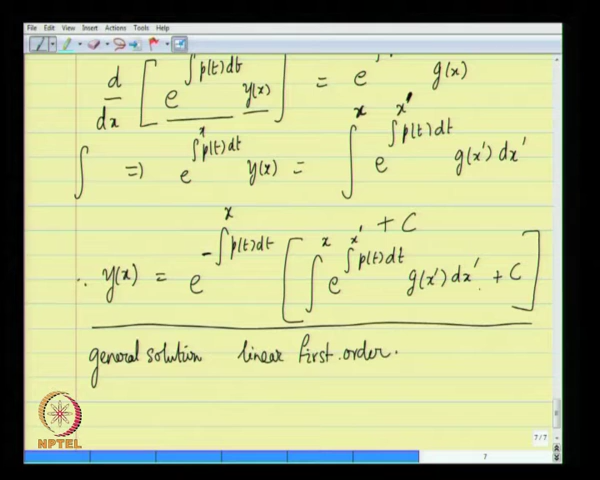 File Edit View Insert Actions Tools Help
d/dx [ e^{∫p(t)dt} y(x) ] = e^{∫} g(x)
∫ ⇒ e^{∫^x p(t)dt} y(x) = ∫^x e^{∫^{x'} p(t)dt} g(x') dx'
+ C
∴ y(x) = e^{-∫^x p(t)dt} [ ∫^x e^{∫^{x'} p(t)dt} g(x') dx' + C ]
general solution linear first order.
NPTEL
7/7
7